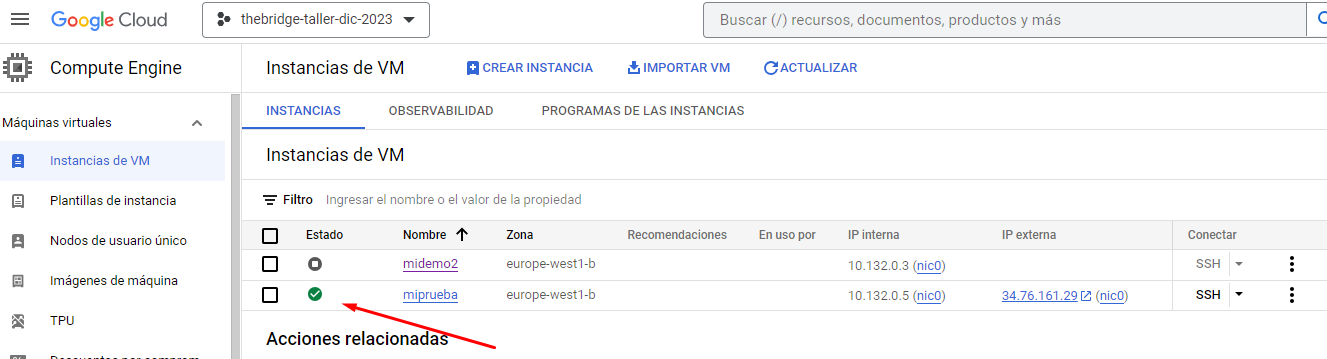 Google Cloud
thebridge-taller-dic-2023
Buscar (/) recursos, documentos, productos y más
Compute Engine
Instancias de VM
CREAR INSTANCIA
IMPORTAR VM
ACTUALIZAR
Máquinas virtuales
Instancias de VM
Plantillas de instancia
Nodos de usuario único
Imágenes de máquina
TPU
INSTANCIAS OBSERVABILIDAD PROGRAMAS DE LAS INSTANCIAS
Instancias de VM
Filtro Ingresar el nombre o el valor de la propiedad
Estado Nombre Zona Recomendaciones En uso por IP interna IP externa Conectar
midemo2 europe-west1-b 10.132.0.3 (nic0) SSH
miprueba europe-west1-b 10.132.0.5 (nic0) 34.76.161.29 (nic0) SSH
Acciones relacionadas